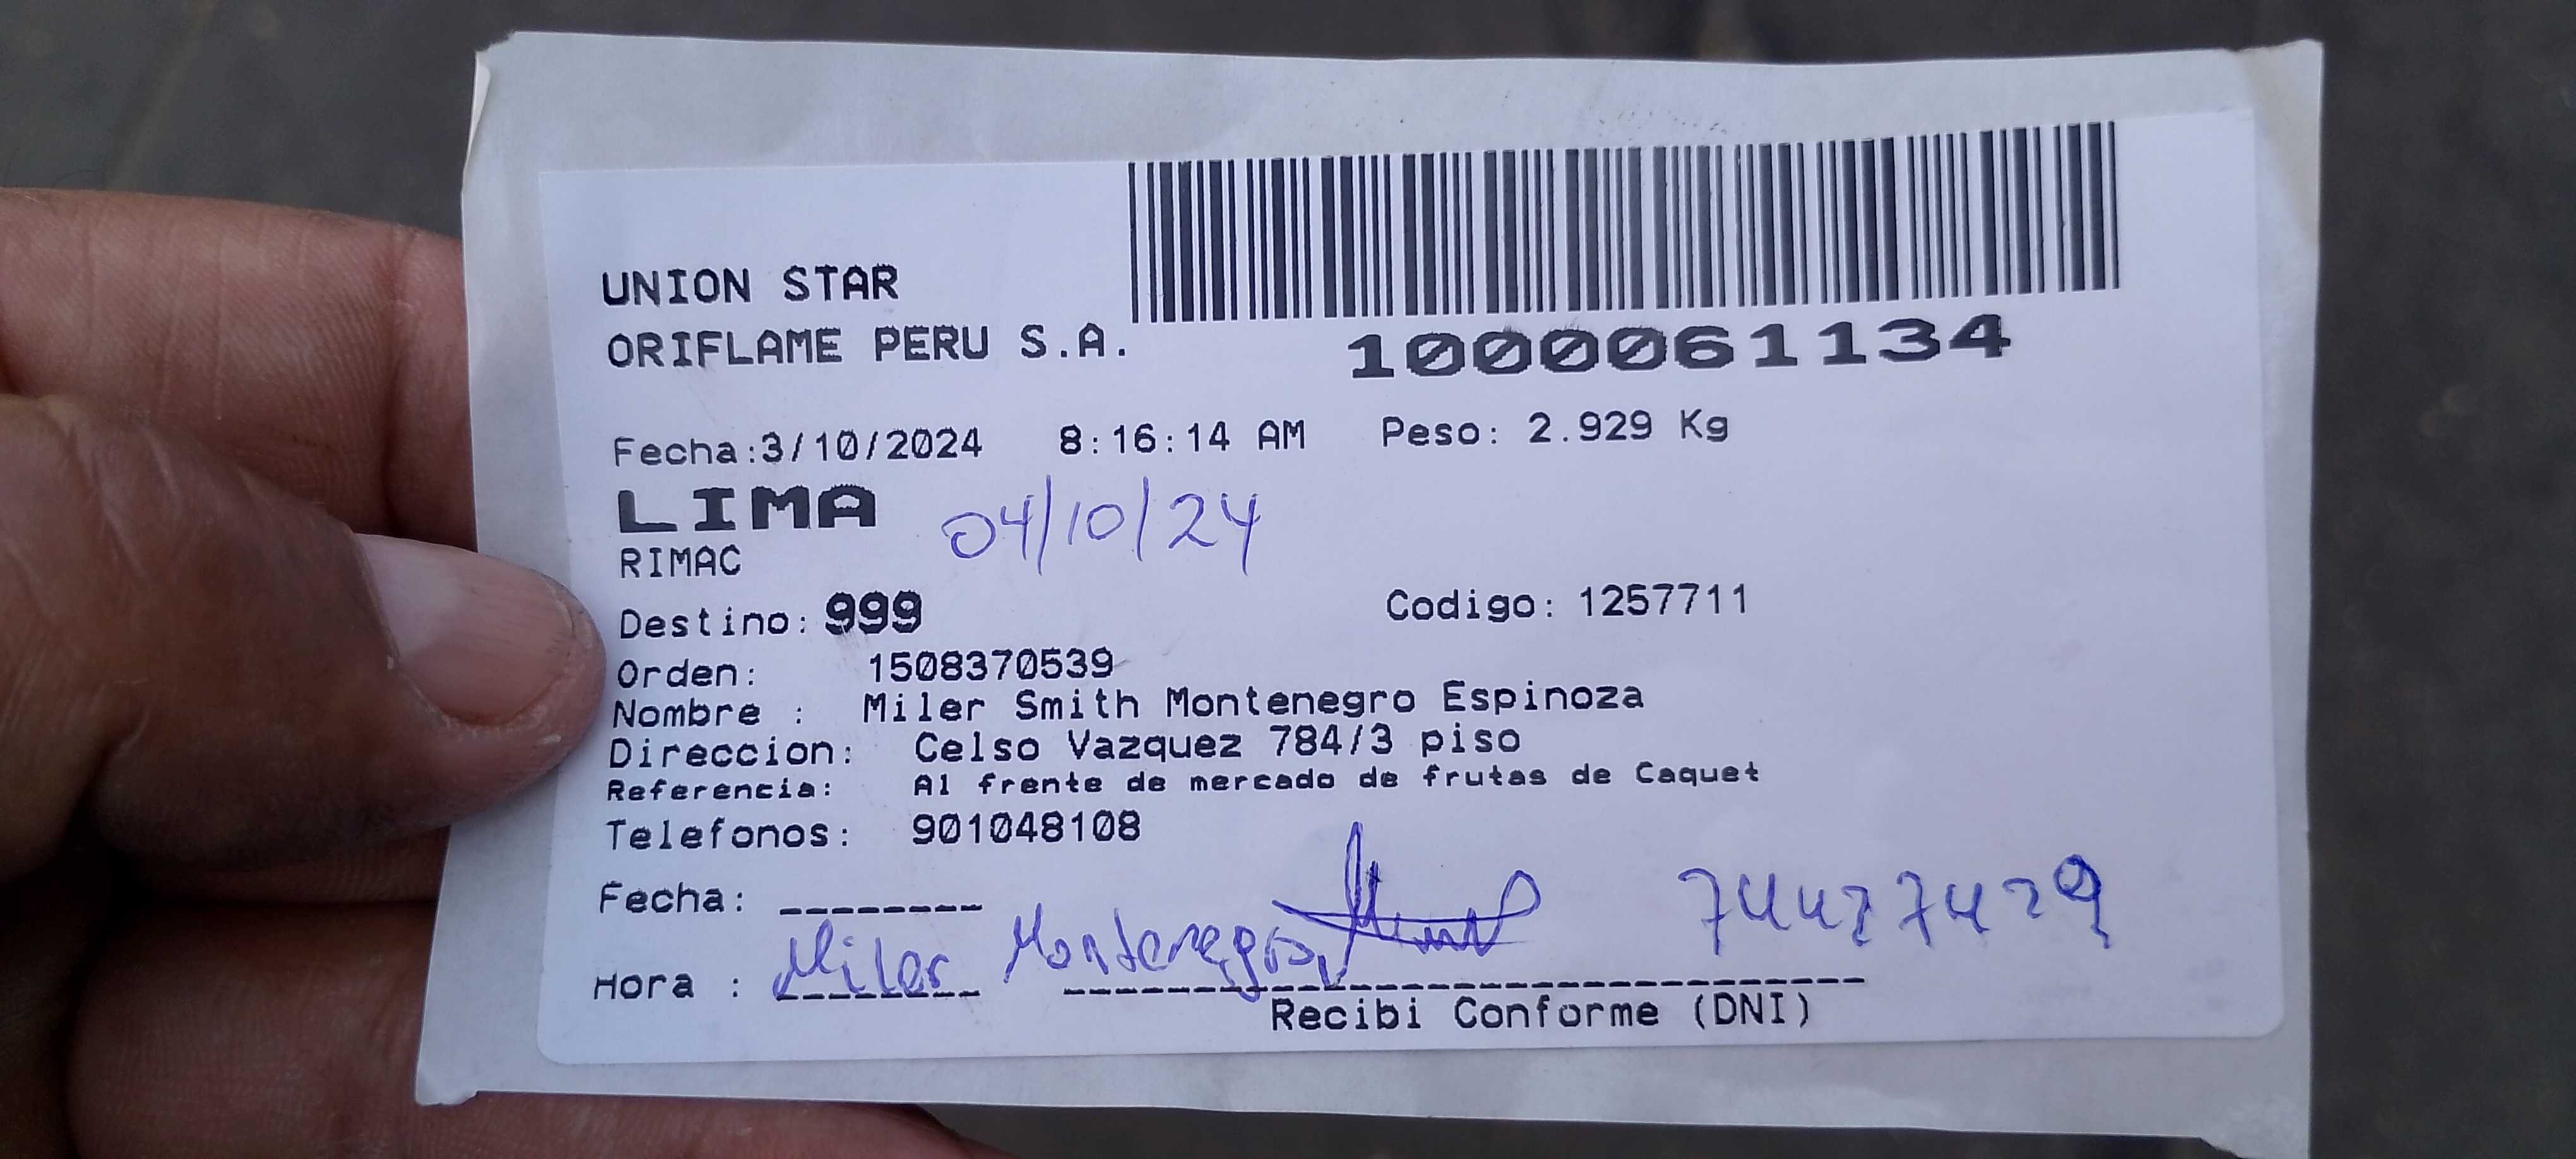 UNION STAR
ORIFLAME PERU S.A.
1000061134
Fecha:3/10/2024 8:16:14 AM Peso: 2.929 Kg
LIMA 04/10/24
RIMAC
Destino: 999 Codigo: 1257711
Orden: 1508370539
Nombre : Miler Smith Montenegro Espinoza
Direccion: Celso Vazquez 784/3 piso
Referencia: Al frente de mercado de frutas de Caquet
Telefonos: 901048108
Fecha: --------
Hora : Miler Montenegro 74427429
Recibi Conforme (DNI)